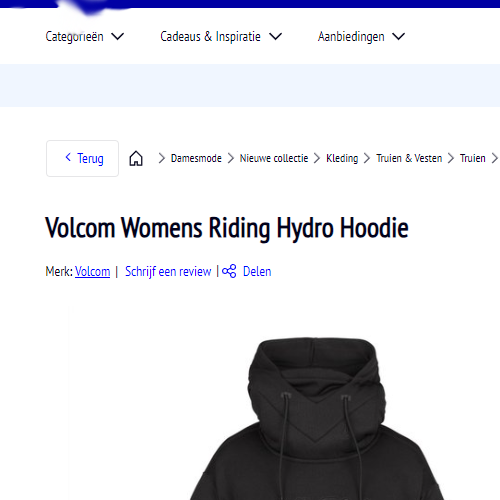 Categorieën Cadeaus & Inspiratie Aanbiedingen
Terug Damesmode Nieuwe collectie Kleding Truien & Vesten Truien
Volcom Womens Riding Hydro Hoodie
Merk: Volcom | Schrijf een review | Delen